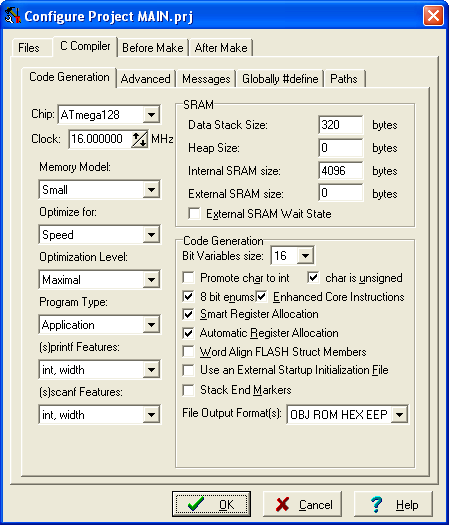 Configure Project MAIN.prj
Files C Compiler Before Make After Make
Code Generation Advanced Messages Globally #define Paths
Chip: ATmega128
Clock: 16.000000 MHz
Memory Model:
Small
Optimize for:
Speed
Optimization Level:
Maximal
Program Type:
Application
(s)printf Features:
int, width
(s)scanf Features:
int, width
SRAM
Data Stack Size: 320 bytes
Heap Size: 0 bytes
Internal SRAM size: 4096 bytes
External SRAM size: 0 bytes
External SRAM Wait State
Code Generation
Bit Variables size: 16
Promote char to int char is unsigned
8 bit enums Enhanced Core Instructions
Smart Register Allocation
Automatic Register Allocation
Word Align FLASH Struct Members
Use an External Startup Initialization File
Stack End Markers
File Output Format(s): OBJ ROM HEX EEP
OK Cancel Help